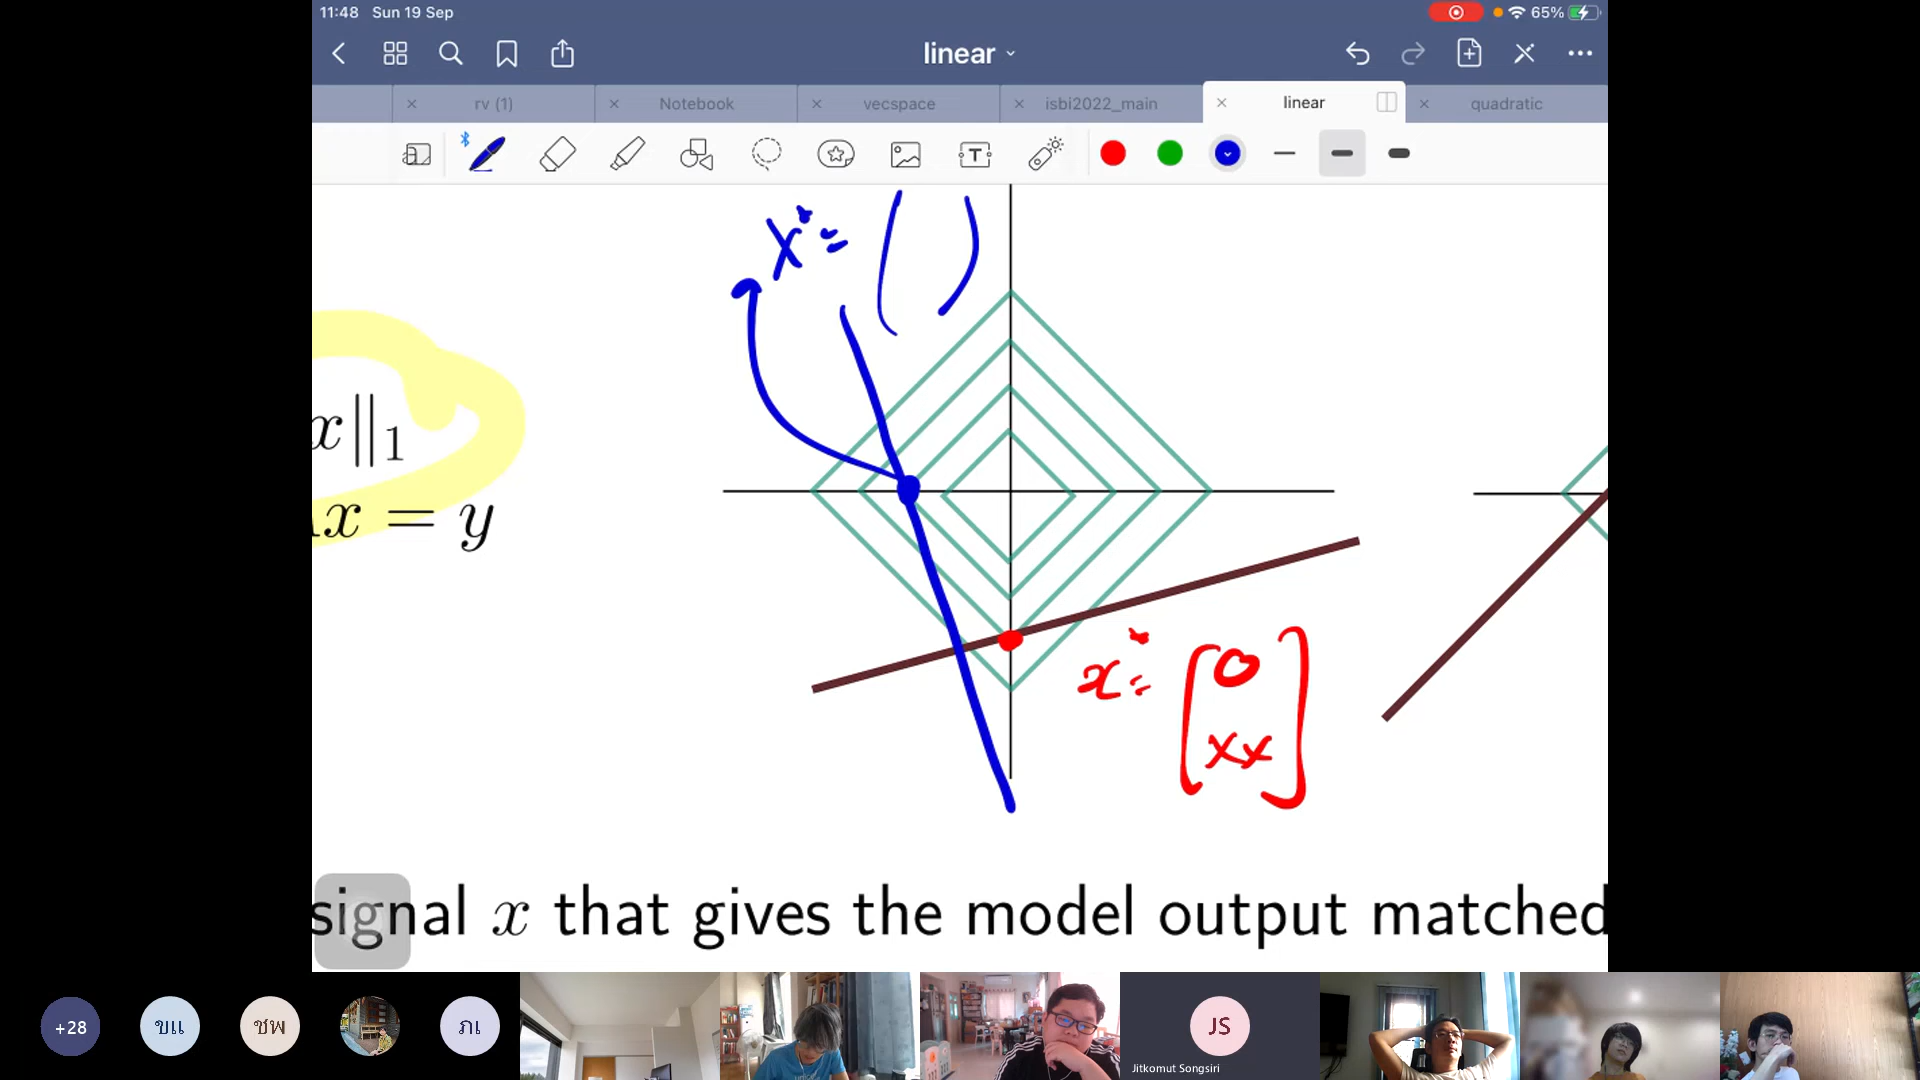 11:48 Sun 19 Sep
65%
linear
rv (1)
Notebook
vecspace
isbi2022_main
linear
quadratic
T
x* = ( )
x‖₁
x = y
x* = [0
xx]
signal x that gives the model output matched
+28
ขแ
ชพ
ภเ
JS
Jitkomut Songsiri